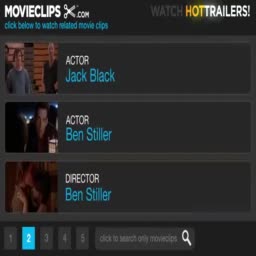 MOVIECLIPS .COM
WATCH HOTTRAILERS!
click below to watch related movie clips
ACTOR
Jack Black
ACTOR
Ben Stiller
DIRECTOR
Ben Stiller
1 2 3 4 5 click to search only movieclips